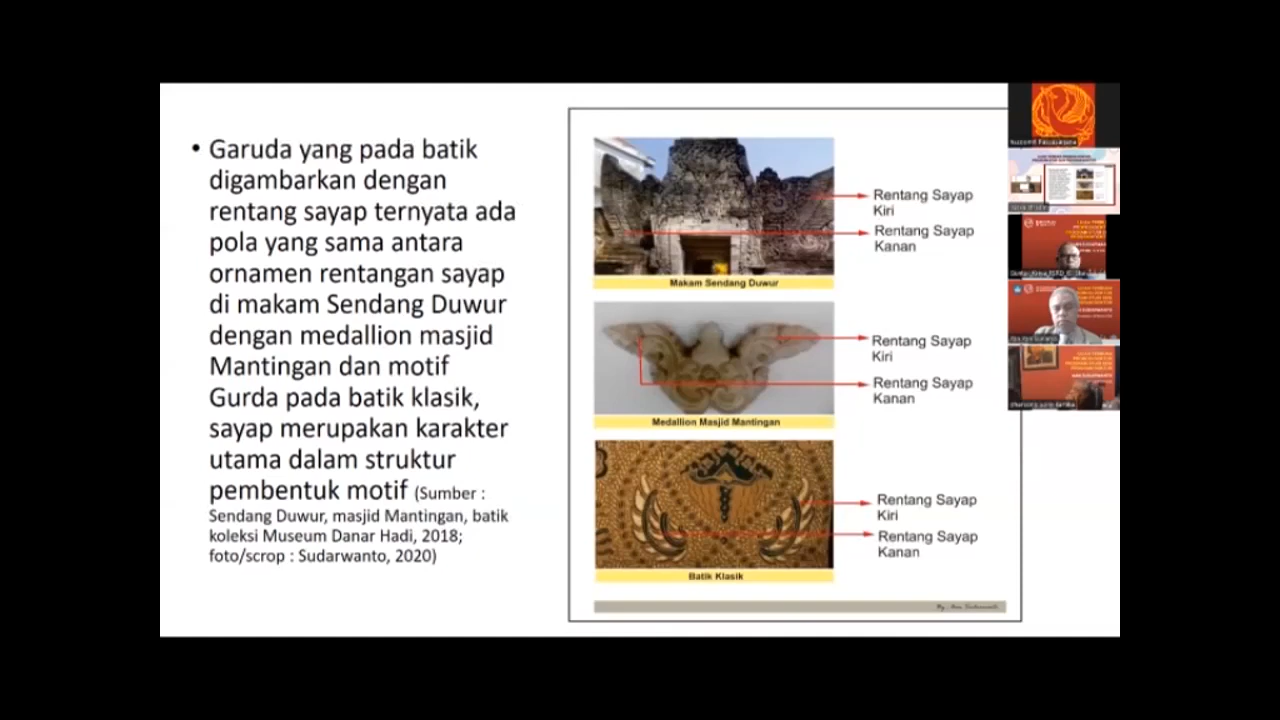 • Garuda yang pada batik
digambarkan dengan
rentang sayap ternyata ada
pola yang sama antara
ornamen rentangan sayap
di makam Sendang Duwur
dengan medallion masjid
Mantingan dan motif
Gurda pada batik klasik,
sayap merupakan karakter
utama dalam struktur
pembentuk motif (Sumber :
Sendang Duwur, masjid Mantingan, batik
koleksi Museum Danar Hadi, 2018;
foto/scrop : Sudarwanto, 2020)
Rentang Sayap
Kiri
Rentang Sayap
Kanan
Makam Sendang Duwur
Rentang Sayap
Kiri
Rentang Sayap
Kanan
Medallion Masjid Mantingan
Rentang Sayap
Kiri
Rentang Sayap
Kanan
Batik Klasik